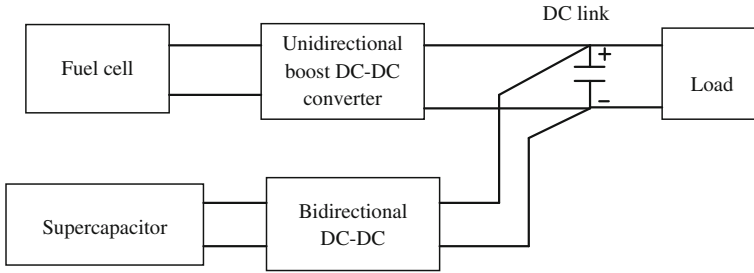 DC link
Fuel cell
Unidirectional
boost DC-DC
converter
+
−
Load
Supercapacitor
Bidirectional
DC-DC